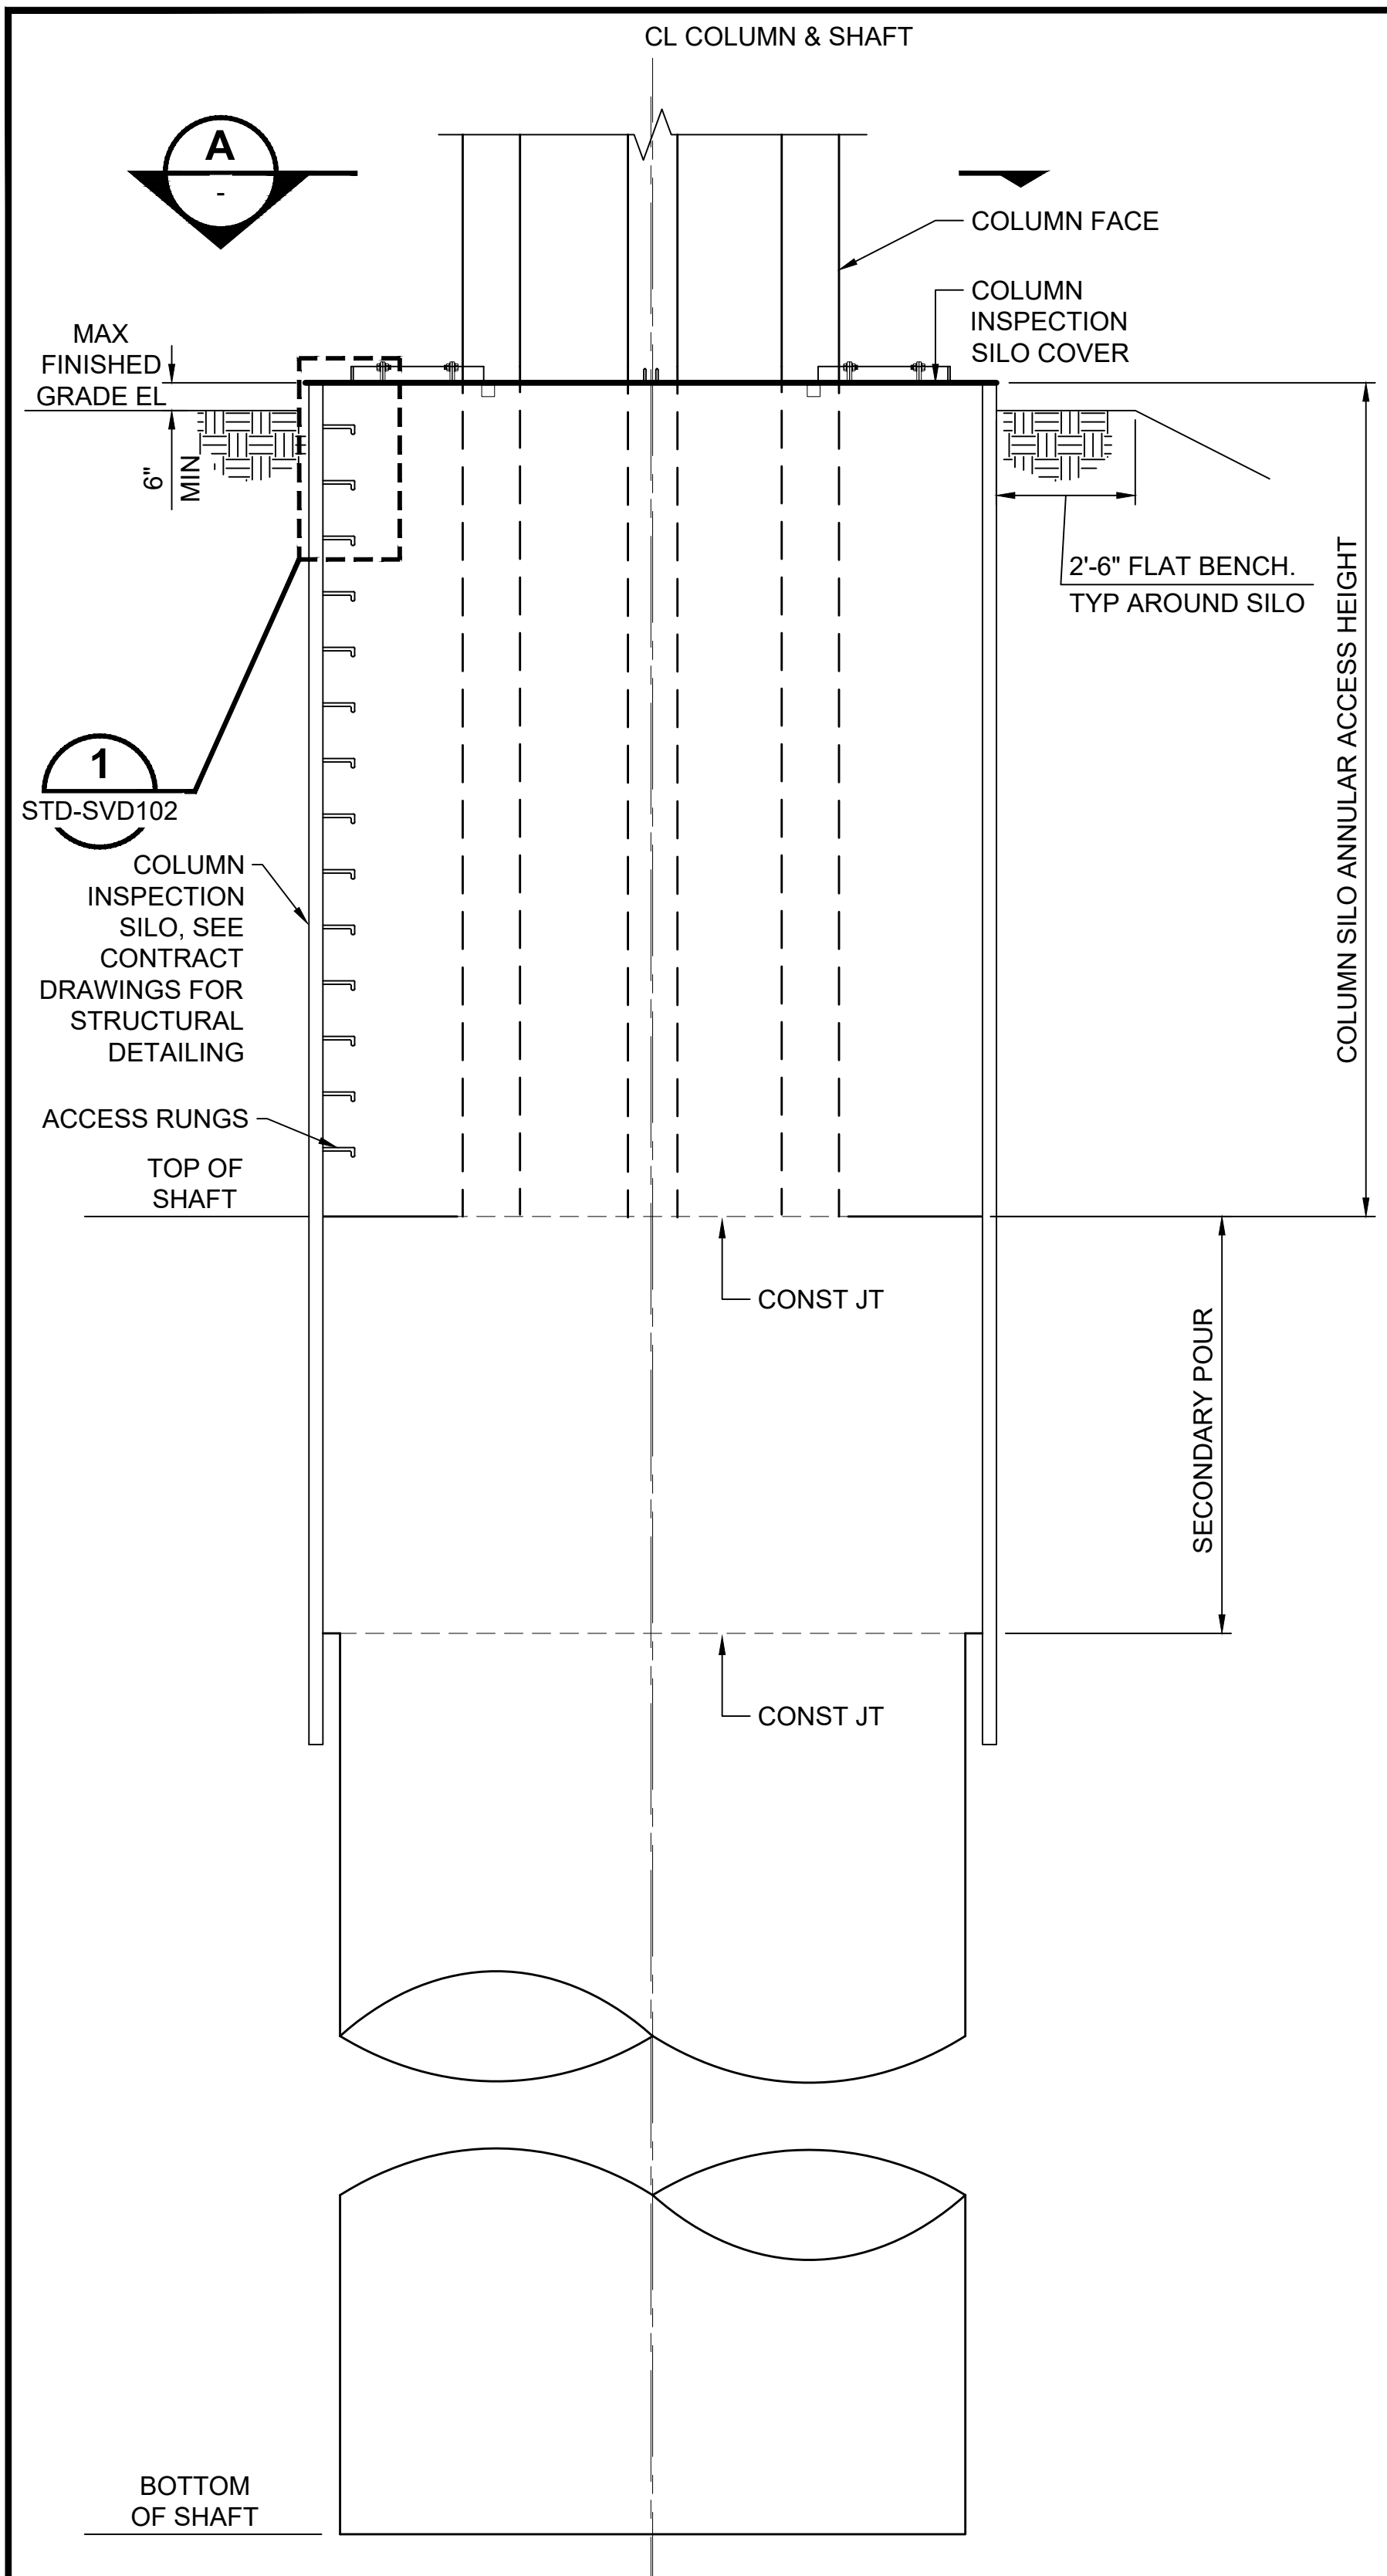 CL COLUMN & SHAFT
A
-
COLUMN FACE
COLUMN
INSPECTION
SILO COVER
MAX
FINISHED
GRADE EL
6"
MIN
2'-6" FLAT BENCH.
TYP AROUND SILO
COLUMN SILO ANNULAR ACCESS HEIGHT
1
STD-SVD102
COLUMN
INSPECTION
SILO, SEE
CONTRACT
DRAWINGS FOR
STRUCTURAL
DETAILING
ACCESS RUNGS
TOP OF
SHAFT
CONST JT
SECONDARY POUR
CONST JT
BOTTOM
OF SHAFT